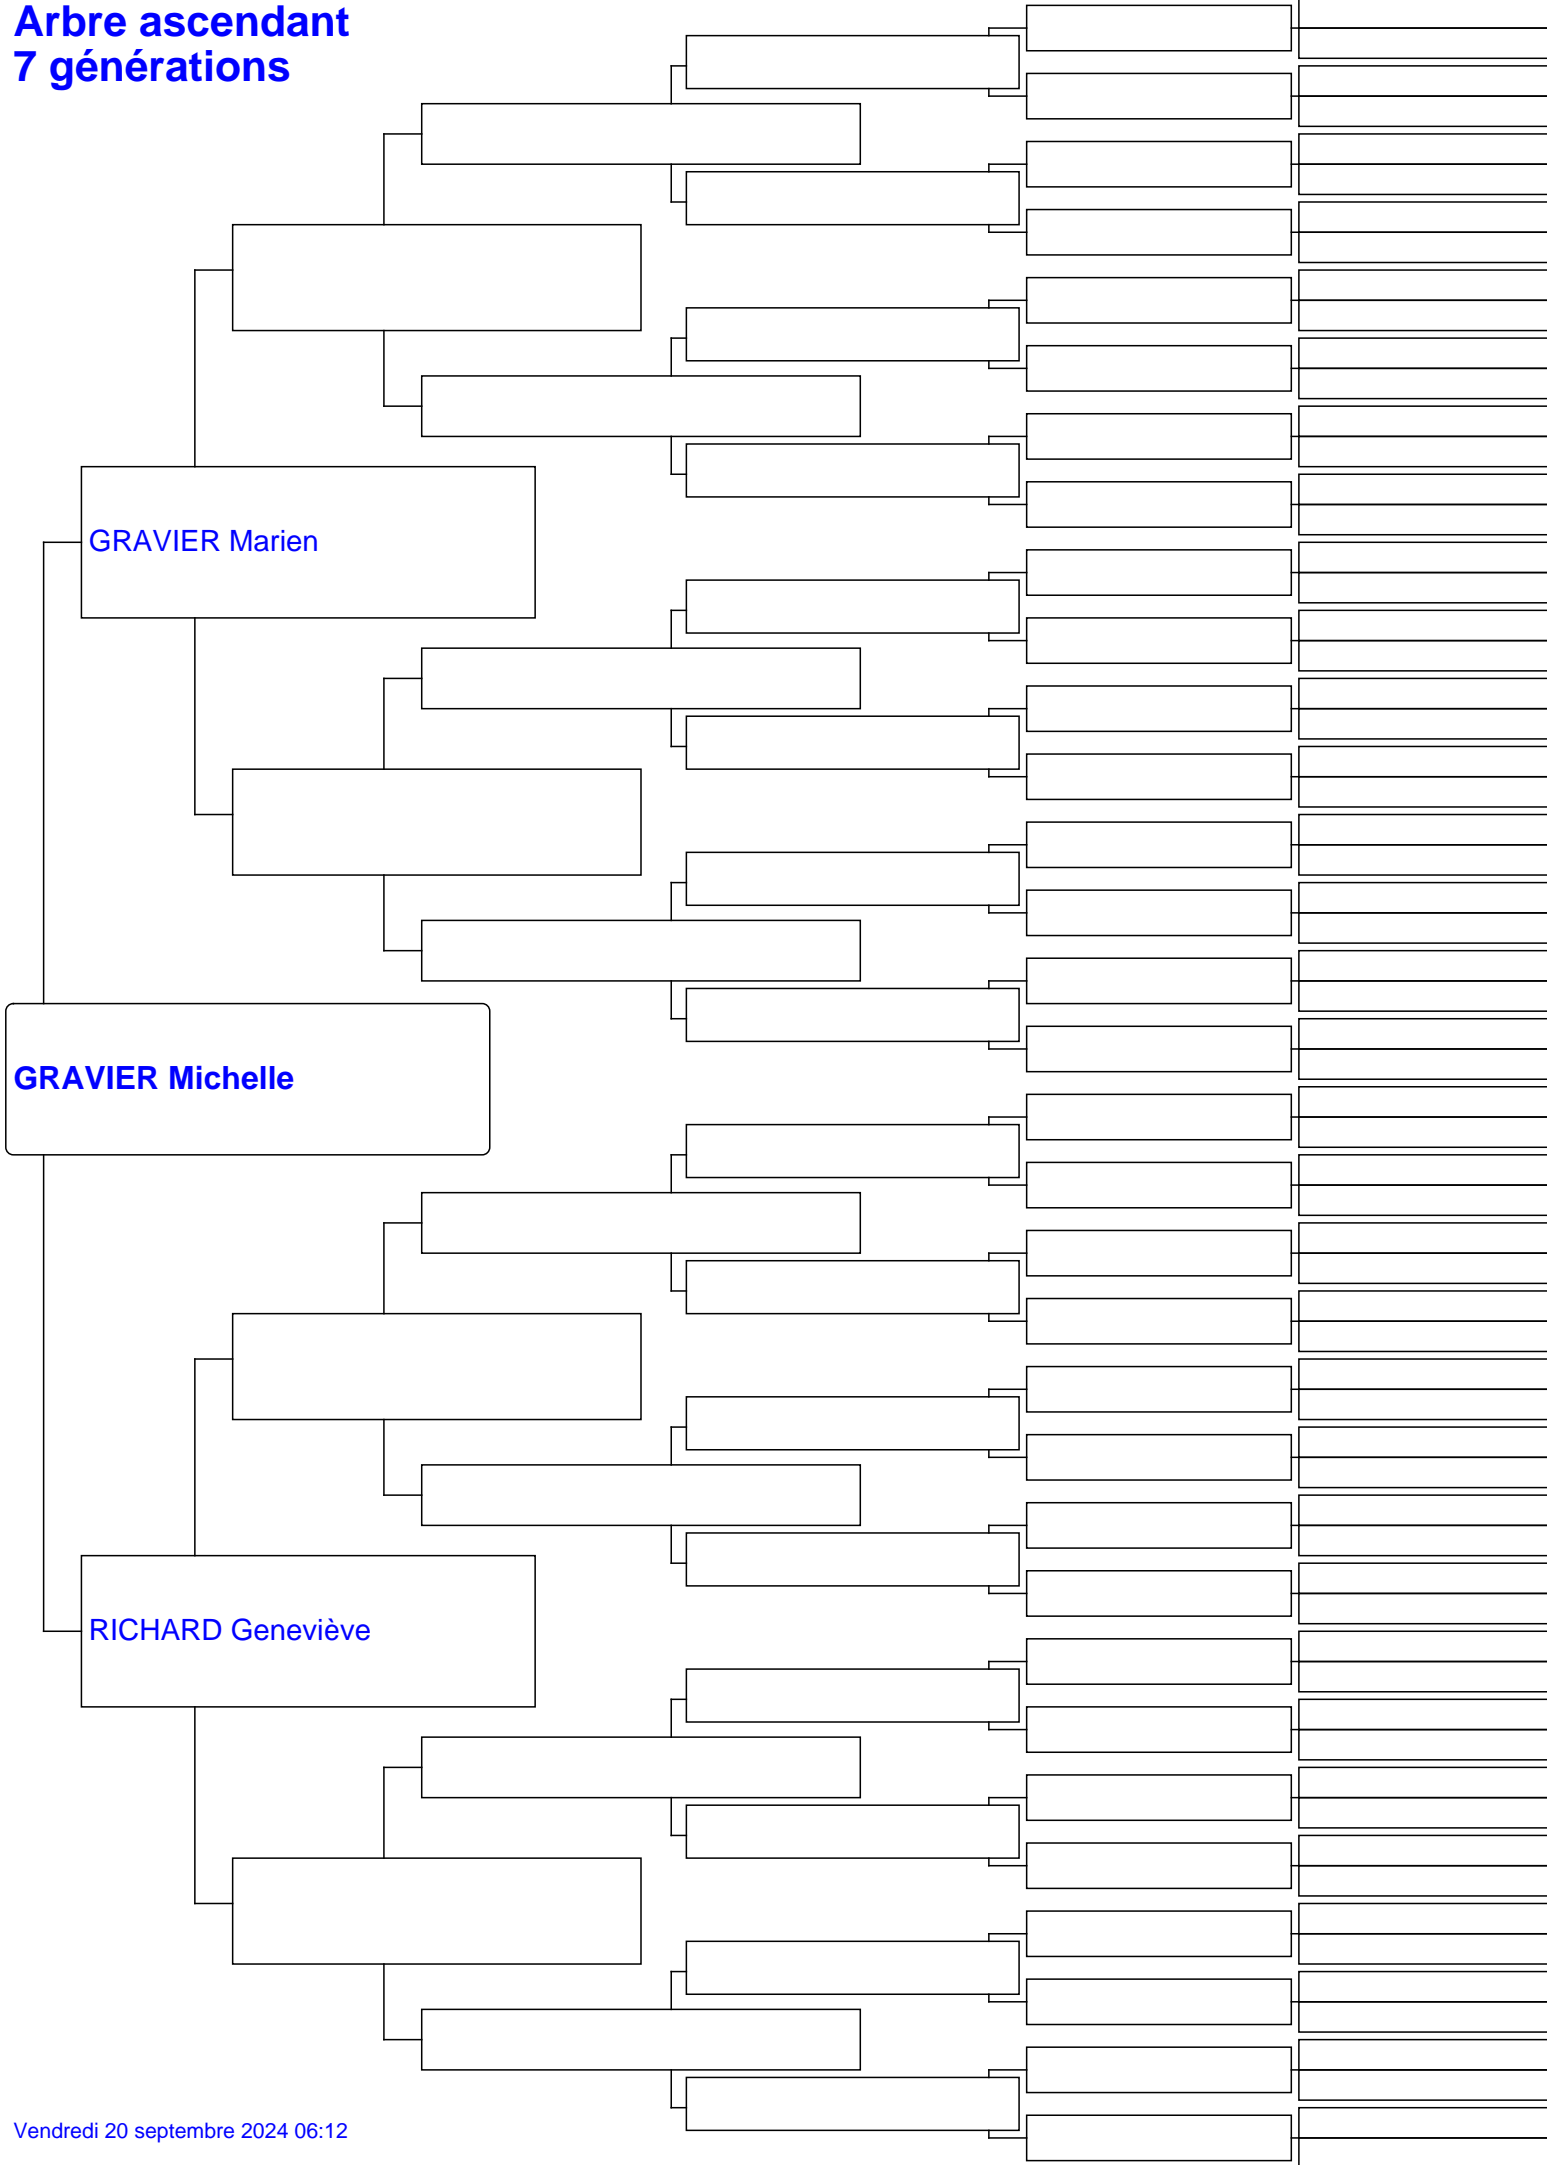 Arbre ascendant
7 générations
GRAVIER Marien
GRAVIER Michelle
RICHARD Geneviève
Vendredi 20 septembre 2024 06:12